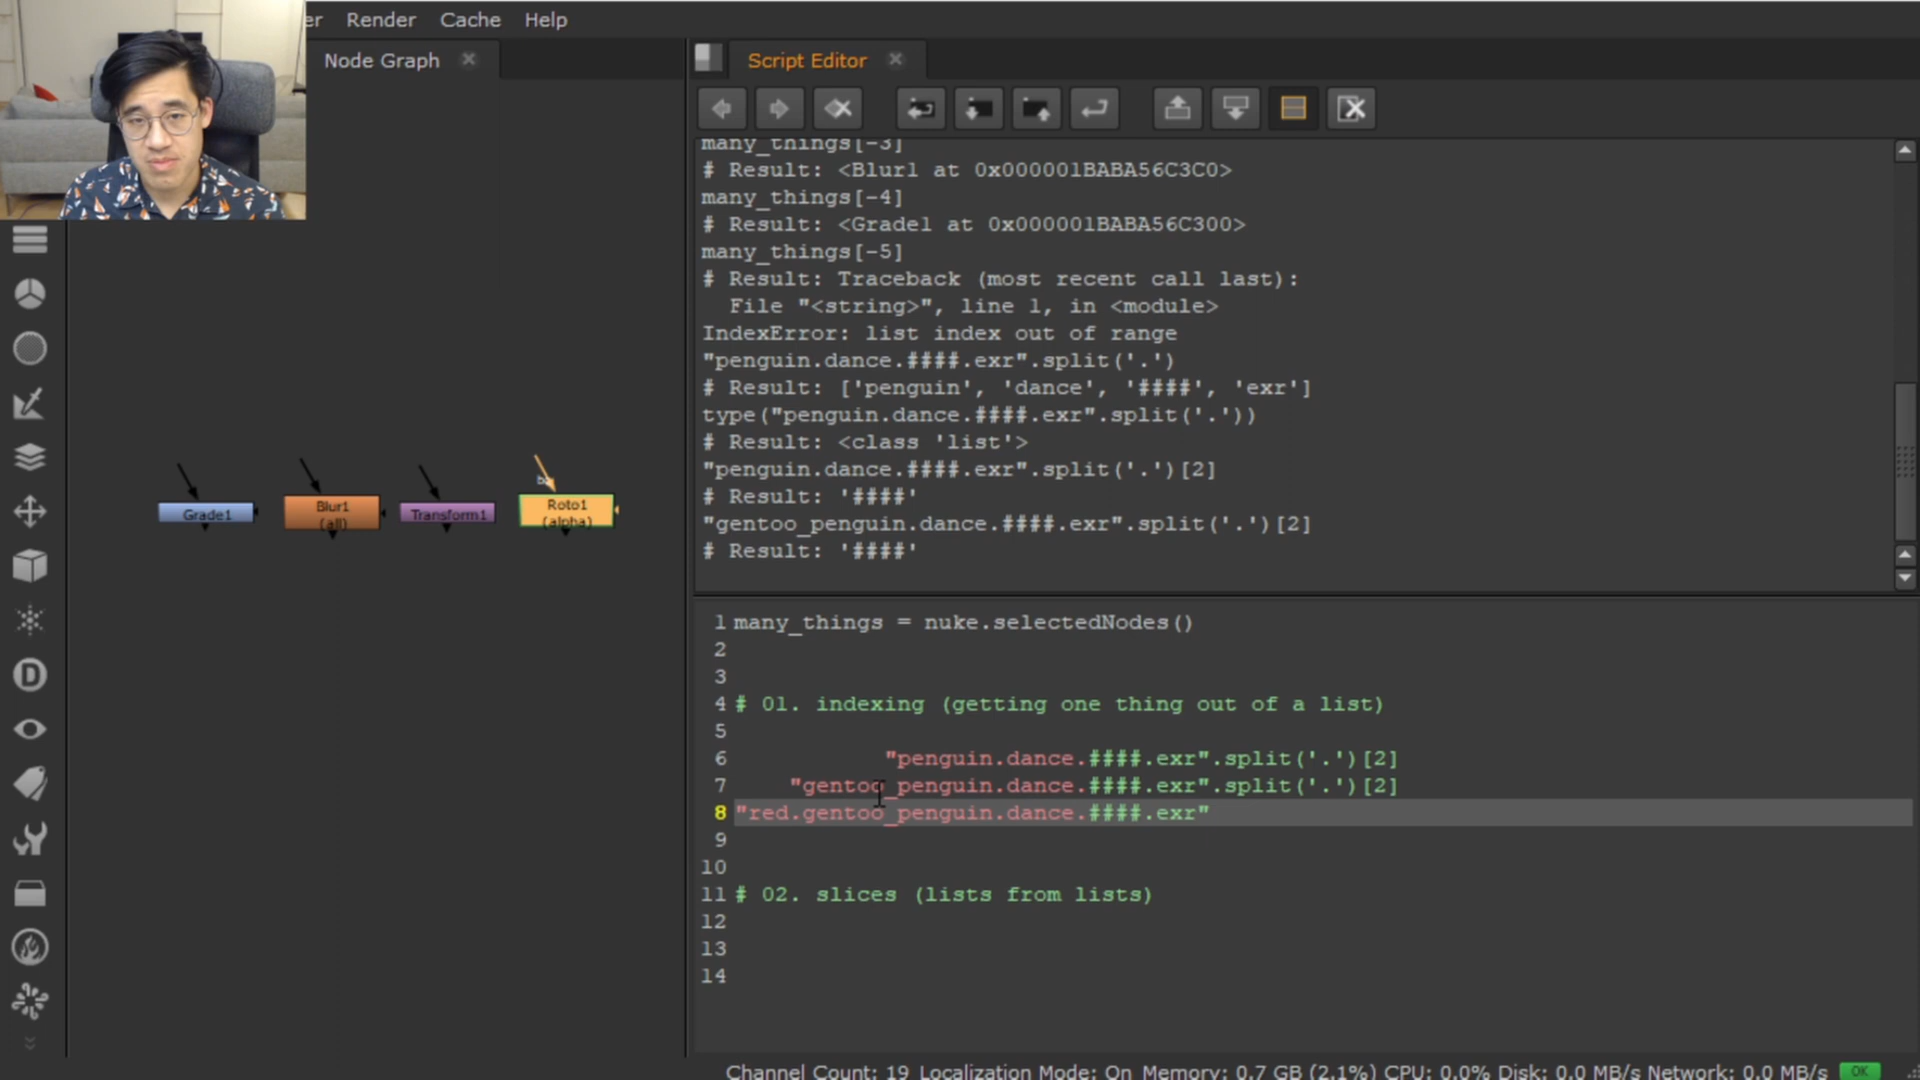 er Render Cache Help
Node Graph
Script Editor
many_things[-3]
# Result: <Blur1 at 0x000001BABA56C3C0>
many_things[-4]
# Result: <Grade1 at 0x000001BABA56C300>
many_things[-5]
# Result: Traceback (most recent call last):
  File "<string>", line 1, in <module>
IndexError: list index out of range
"penguin.dance.####.exr".split('.')
# Result: ['penguin', 'dance', '####', 'exr']
type("penguin.dance.####.exr".split('.'))
# Result: <class 'list'>
"penguin.dance.####.exr".split('.')[2]
# Result: '####'
"gentoo_penguin.dance.####.exr".split('.')[2]
# Result: '####'
Grade1
Blur1
(all)
Transform1
Roto1
(alpha)
1 many_things = nuke.selectedNodes()
2
3
4 # 01. indexing (getting one thing out of a list)
5
6 "penguin.dance.####.exr".split('.')[2]
7 "gentoo_penguin.dance.####.exr".split('.')[2]
8 "red.gentoo_penguin.dance.####.exr"
9
10
11 # 02. slices (lists from lists)
12
13
14
Channel Count: 19 Localization Mode: On Memory: 0.7 GB (2.1%) CPU: 0.0% Disk: 0.0 MB/s Network: 0.0 MB/s OK